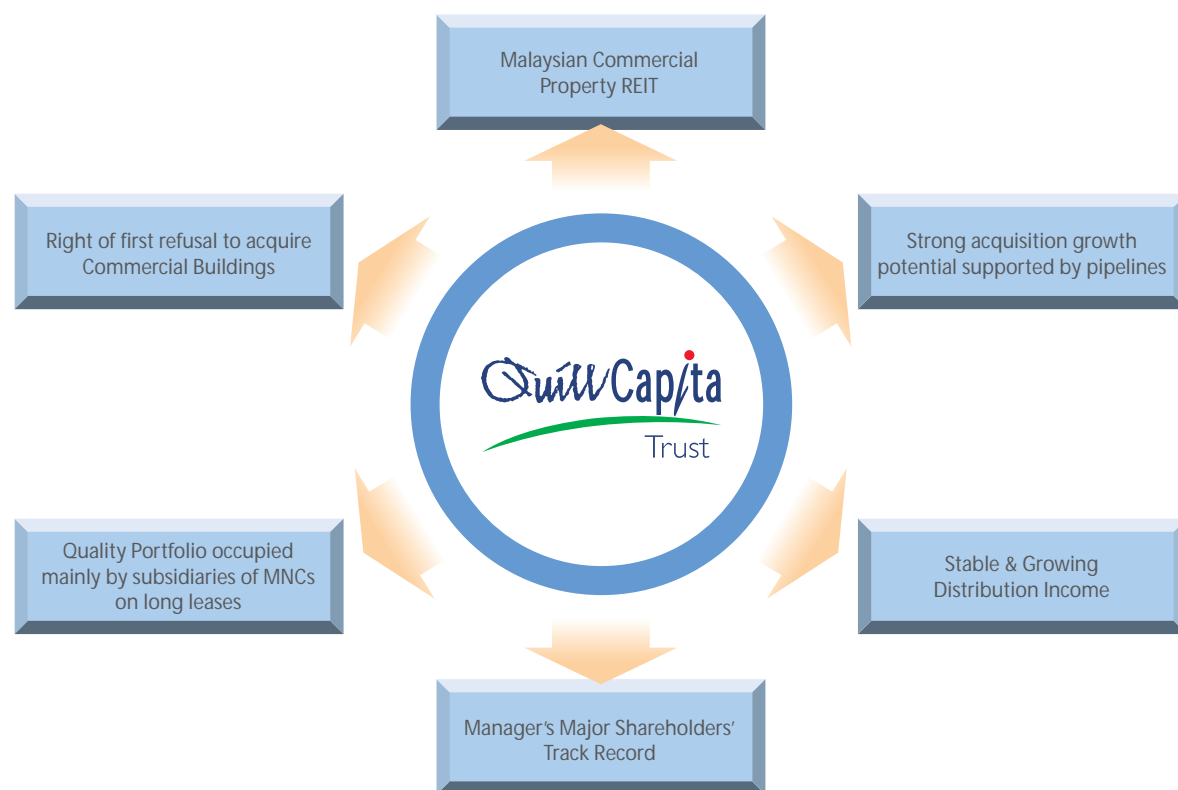 Malaysian Commercial
Property REIT
Right of first refusal to acquire
Commercial Buildings
Strong acquisition growth
potential supported by pipelines
QuillCapita
Trust
Quality Portfolio occupied
mainly by subsidiaries of MNCs
on long leases
Stable & Growing
Distribution Income
Manager's Major Shareholders'
Track Record